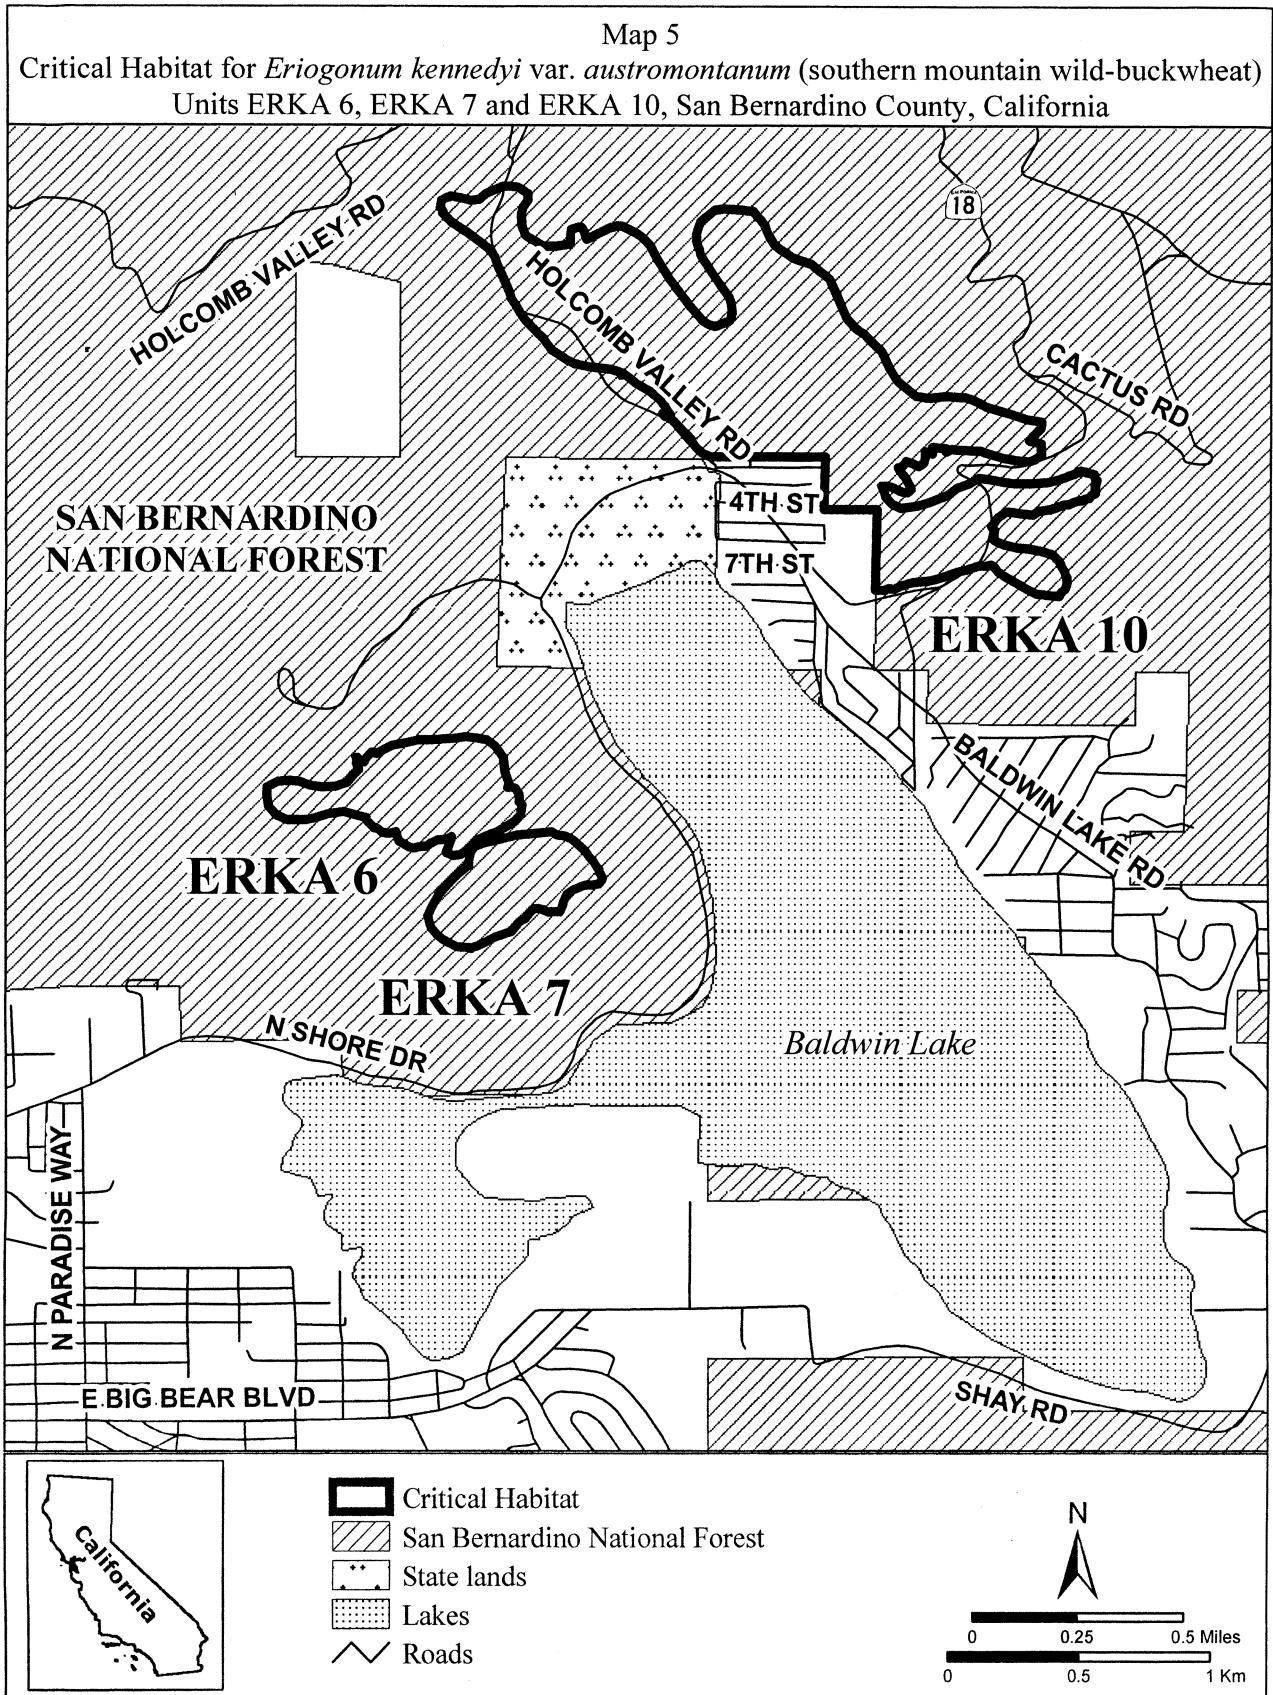 Map 5
Critical Habitat for Eriogonum kennedyi var. austromontanum (southern mountain wild-buckwheat)
Units ERKA 6, ERKA 7 and ERKA 10, San Bernardino County, California
18
HOLCOMB VALLEY RD
HOLCOMB VALLEY RD
CACTUS RD
4TH ST
SAN BERNARDINO
NATIONAL FOREST
7TH ST
ERKA 10
BALDWIN LAKE RD
ERKA 6
ERKA 7
N SHORE DR
Baldwin Lake
N PARADISE WAY
E BIG BEAR BLVD
SHAY RD
California
Critical Habitat
San Bernardino National Forest
State lands
Lakes
Roads
N
0 0.25 0.5 Miles
0 0.5 1 Km